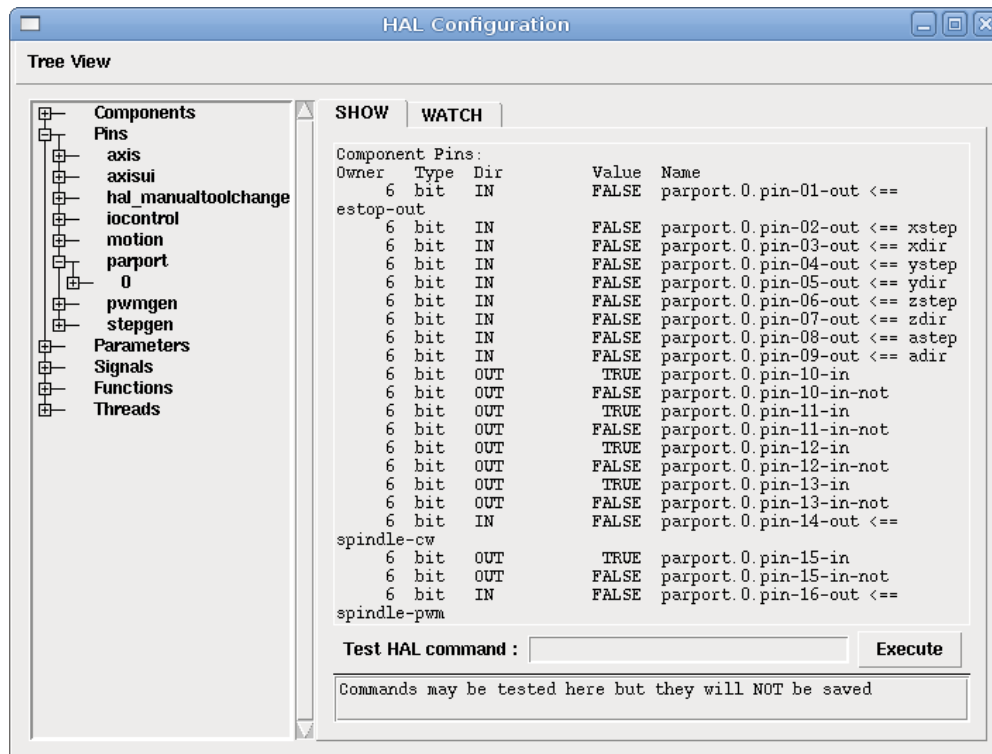 HAL Configuration
Tree View
Components
Pins
axis
axisui
hal_manualtoolchange
iocontrol
motion
parport
0
pwmgen
stepgen
Parameters
Signals
Functions
Threads
SHOW WATCH
Component Pins:
Owner Type Dir Value Name
6 bit IN FALSE parport.0.pin-01-out <==
estop-out
6 bit IN FALSE parport.0.pin-02-out <== xstep
6 bit IN FALSE parport.0.pin-03-out <== xdir
6 bit IN FALSE parport.0.pin-04-out <== ystep
6 bit IN FALSE parport.0.pin-05-out <== ydir
6 bit IN FALSE parport.0.pin-06-out <== zstep
6 bit IN FALSE parport.0.pin-07-out <== zdir
6 bit IN FALSE parport.0.pin-08-out <== astep
6 bit IN FALSE parport.0.pin-09-out <== adir
6 bit OUT TRUE parport.0.pin-10-in
6 bit OUT FALSE parport.0.pin-10-in-not
6 bit OUT TRUE parport.0.pin-11-in
6 bit OUT FALSE parport.0.pin-11-in-not
6 bit OUT TRUE parport.0.pin-12-in
6 bit OUT FALSE parport.0.pin-12-in-not
6 bit OUT TRUE parport.0.pin-13-in
6 bit OUT FALSE parport.0.pin-13-in-not
6 bit IN FALSE parport.0.pin-14-out <==
spindle-cw
6 bit OUT TRUE parport.0.pin-15-in
6 bit OUT FALSE parport.0.pin-15-in-not
6 bit IN FALSE parport.0.pin-16-out <==
spindle-pwm
Test HAL command : Execute
Commands may be tested here but they will NOT be saved